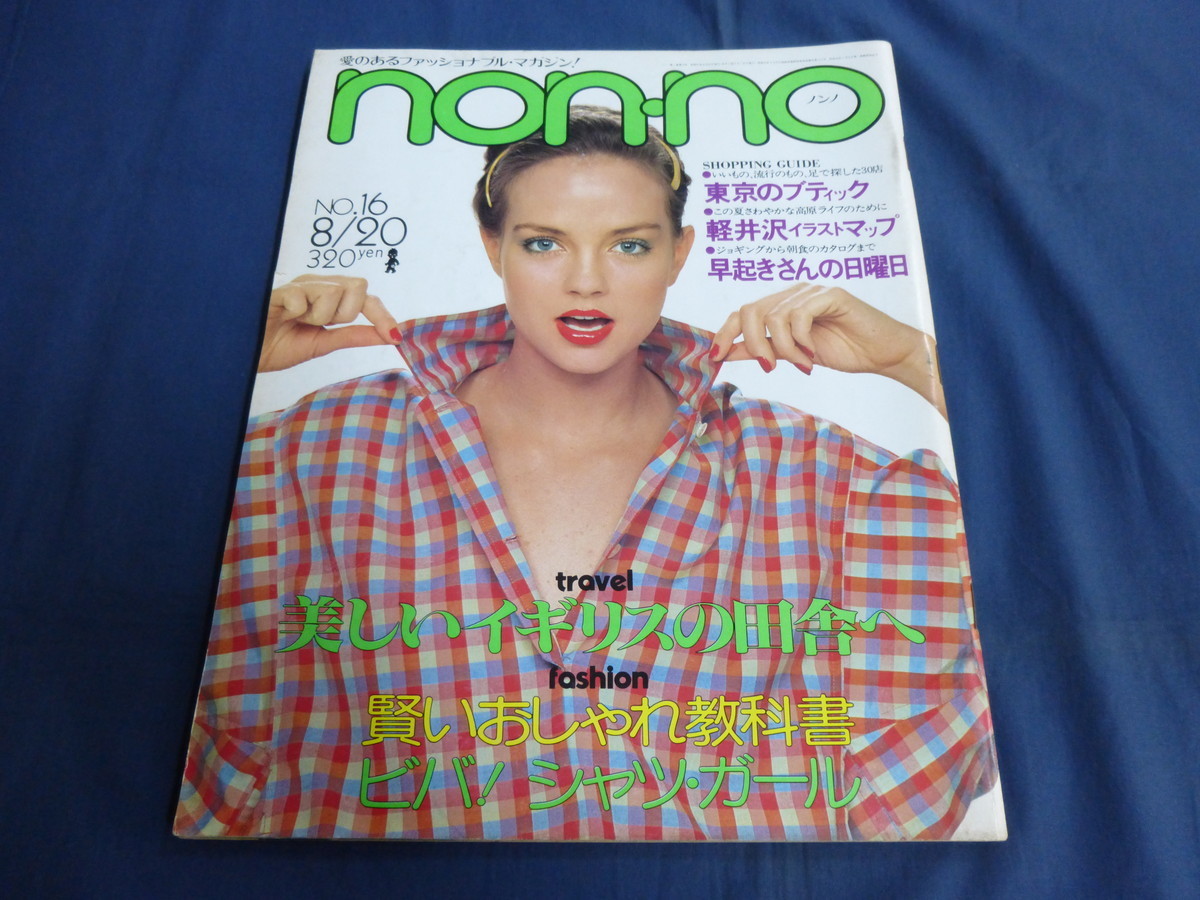 愛のあるファッショナブル・マガジン!
non·no
ノンノ
NO.16
8/20
320yen
SHOPPING GUIDE
●いいもの、流行のもの、足で探した30店
東京のブティック
●この夏さわやかな高原ライフのために
軽井沢イラストマップ
●ジョギングから朝食のカタログまで
早起きさんの日曜日
travel
美しいイギリスの田舎へ
fashion
賢いおしゃれ教科書
ビバ!シャツ・ガール